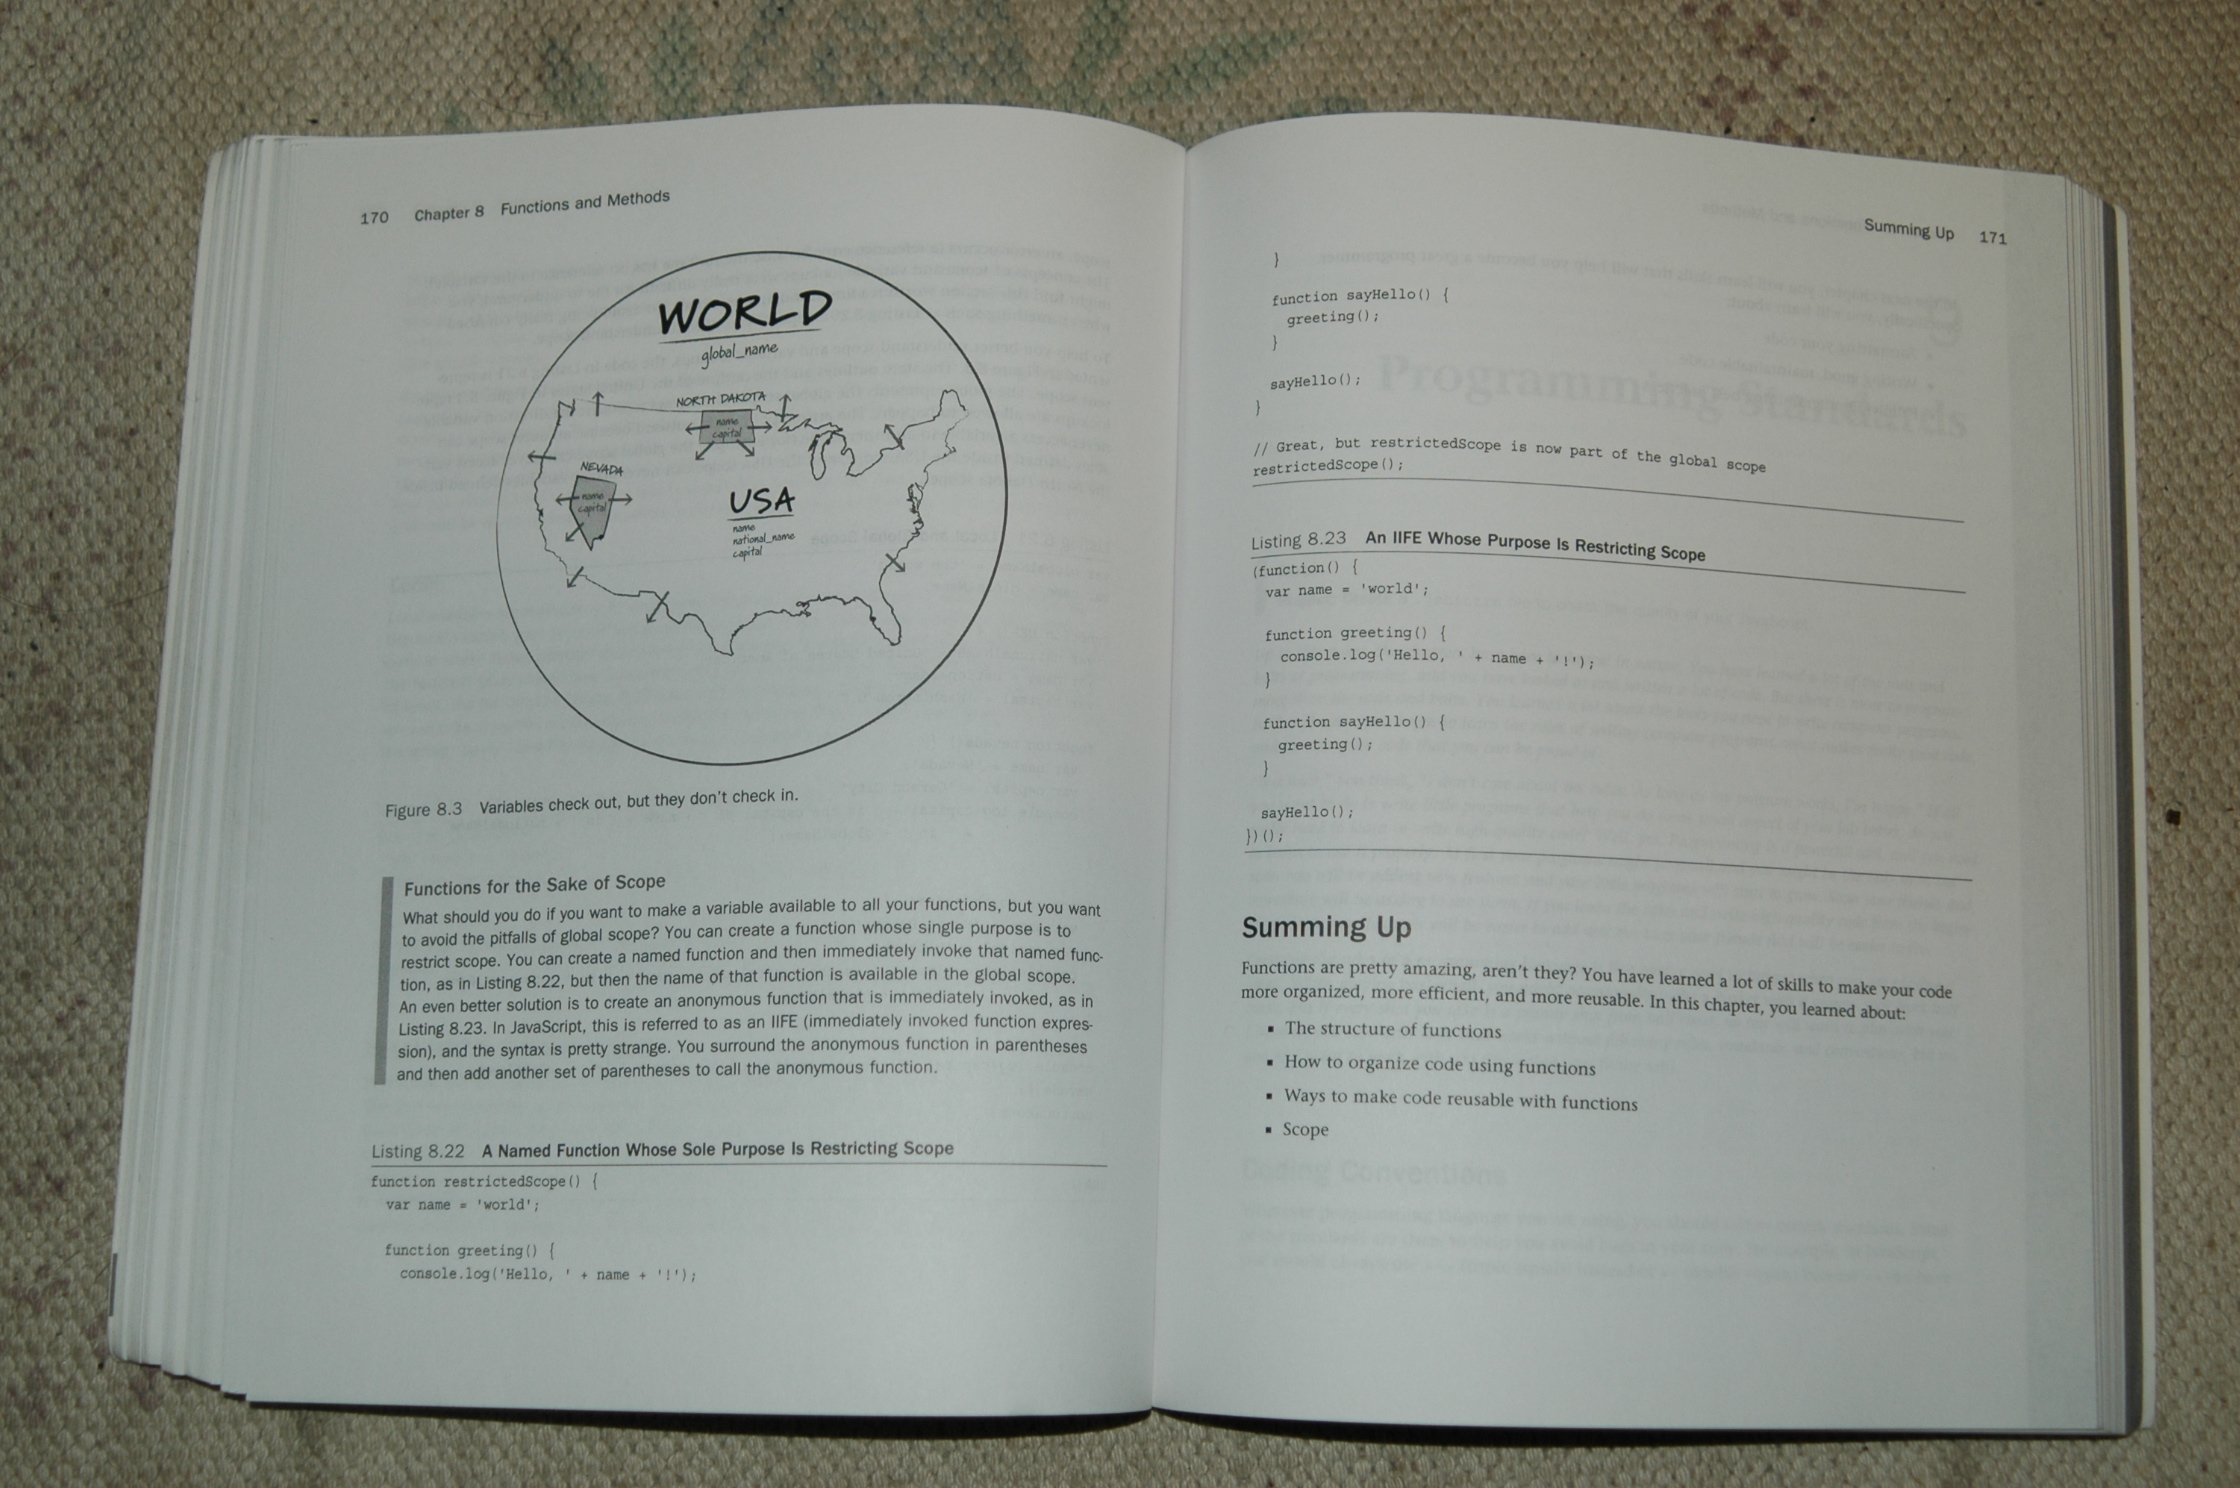 170 Chapter 8 Functions and Methods
WORLD
global_name
NORTH DAKOTA
name
capital
NEVADA
name
capital
USA
name
national_name
capital
Figure 8.3 Variables check out, but they don't check in.
Functions for the Sake of Scope
What should you do if you want to make a variable available to all your functions, but you want
to avoid the pitfalls of global scope? You can create a function whose single purpose is to
restrict scope. You can create a named function and then immediately invoke that named func-
tion, as in Listing 8.22, but then the name of that function is available in the global scope.
An even better solution is to create an anonymous function that is immediately invoked, as in
Listing 8.23. In JavaScript, this is referred to as an IIFE (immediately invoked function expres-
sion), and the syntax is pretty strange. You surround the anonymous function in parentheses
and then add another set of parentheses to call the anonymous function.
Listing 8.22 A Named Function Whose Sole Purpose Is Restricting Scope
function restrictedScope() {
var name = 'world';
function greeting() {
console.log('Hello, ' + name + '!');
Summing Up 171
}
function sayHello() {
greeting();
}
sayHello();
}
// Great, but restrictedScope is now part of the global scope
restrictedScope();
Listing 8.23 An IIFE Whose Purpose Is Restricting Scope
(function() {
var name = 'world';
function greeting() {
console.log('Hello, ' + name + '!');
}
function sayHello() {
greeting();
}
sayHello();
})();
Summing Up
Functions are pretty amazing, aren't they? You have learned a lot of skills to make your code
more organized, more efficient, and more reusable. In this chapter, you learned about:
▪ The structure of functions
▪ How to organize code using functions
▪ Ways to make code reusable with functions
▪ Scope